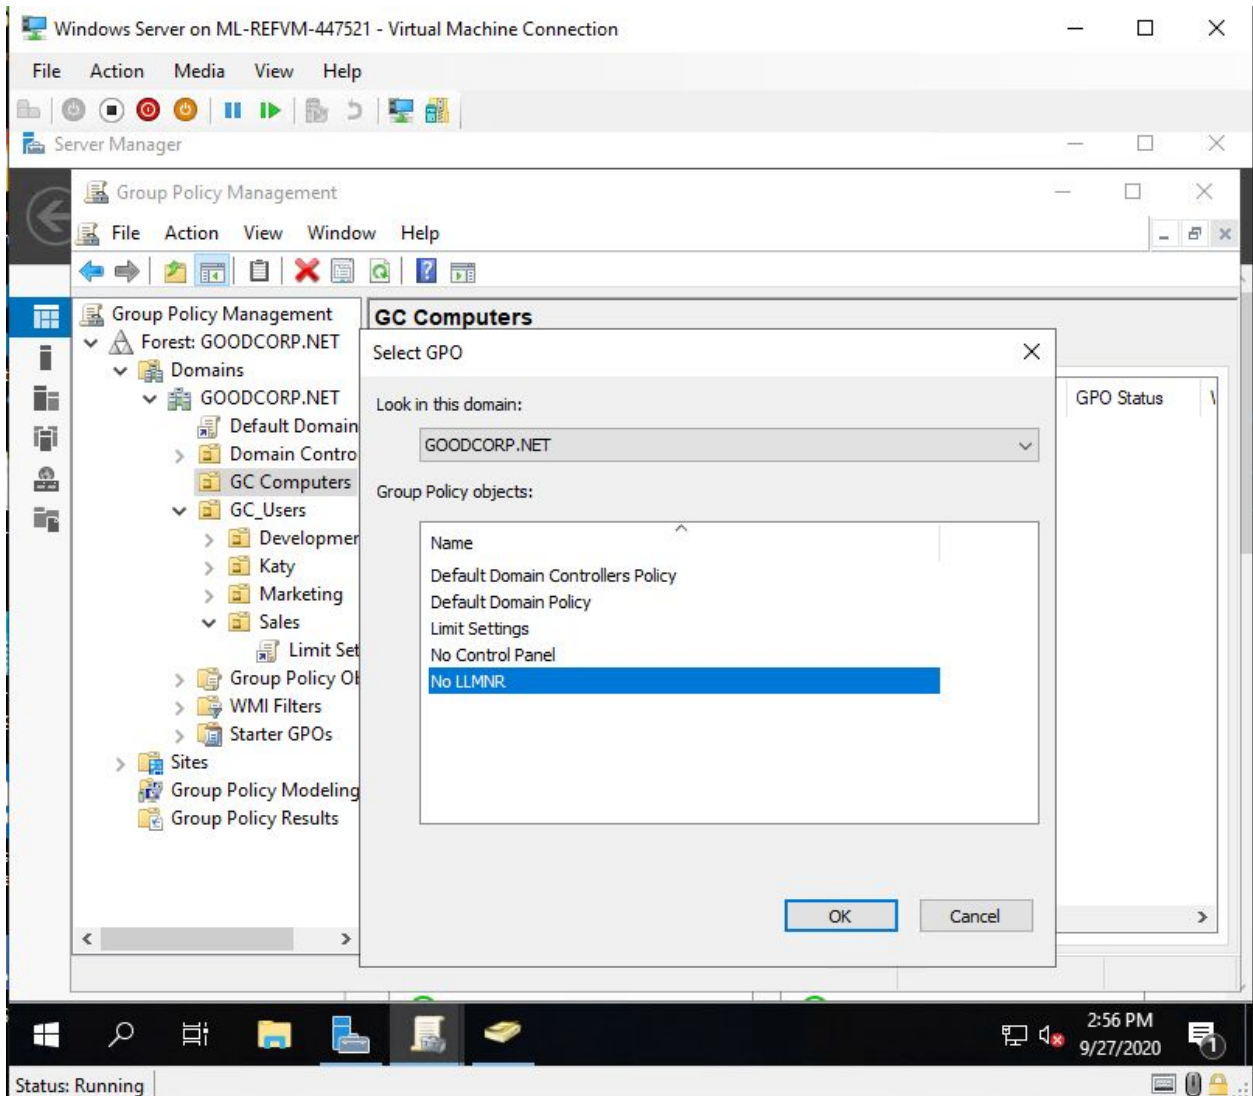 Windows Server on ML-REFVM-447521 - Virtual Machine Connection
File Action Media View Help
Server Manager
Group Policy Management
File Action View Window Help
Group Policy Management
Forest: GOODCORP.NET
Domains
GOODCORP.NET
Default Domain
Domain Contro
GC Computers
GC_Users
Developmen
Katy
Marketing
Sales
Limit Set
Group Policy Ob
WMI Filters
Starter GPOs
Sites
Group Policy Modeling
Group Policy Results
GC Computers
Select GPO
Look in this domain:
GOODCORP.NET
Group Policy objects:
Name
Default Domain Controllers Policy
Default Domain Policy
Limit Settings
No Control Panel
No LLMNR
OK Cancel
GPO Status
2:56 PM
9/27/2020
1
Status: Running